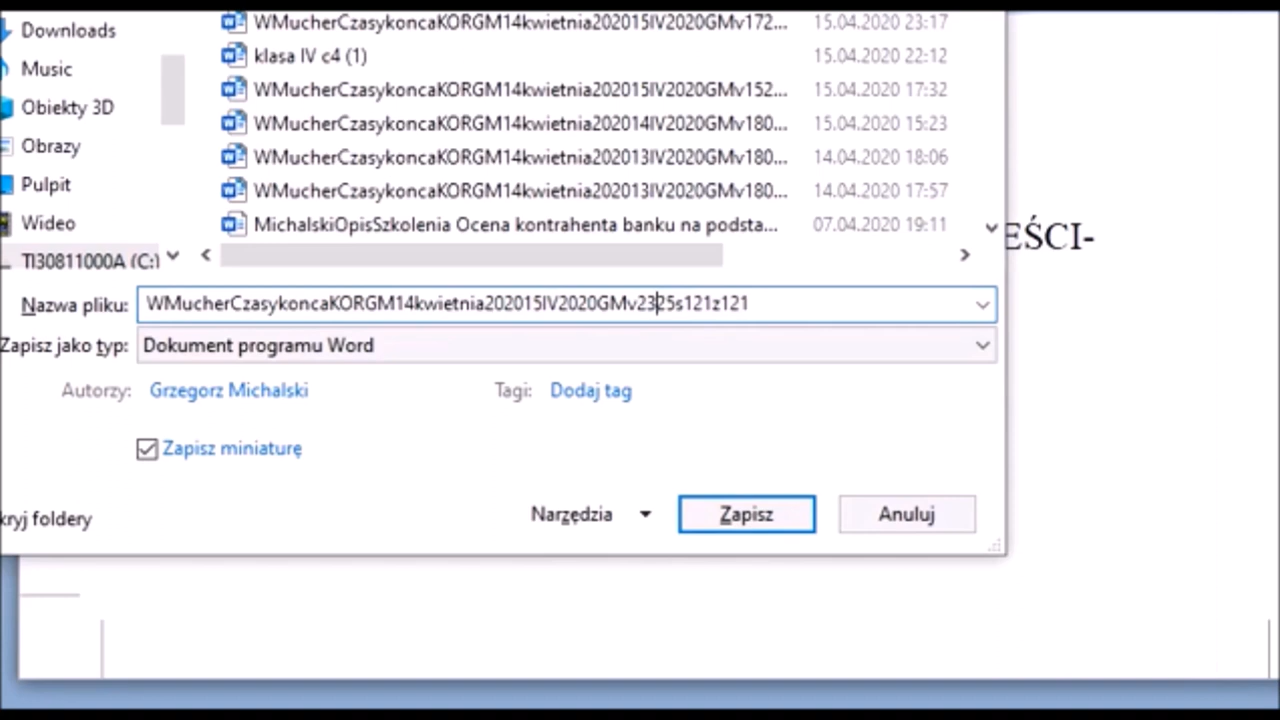 Downloads
Music
Obiekty 3D
Obrazy
Pulpit
Wideo
TI30811000A (C:)
WMucherCzasykoncaKORGM14kwietnia202015IV2020GMv172... 15.04.2020 23:17
klasa IV c4 (1) 15.04.2020 22:12
WMucherCzasykoncaKORGM14kwietnia202015IV2020GMv152... 15.04.2020 17:32
WMucherCzasykoncaKORGM14kwietnia202014IV2020GMv180... 15.04.2020 15:23
WMucherCzasykoncaKORGM14kwietnia202013IV2020GMv180... 14.04.2020 18:06
WMucherCzasykoncaKORGM14kwietnia202013IV2020GMv180... 14.04.2020 17:57
MichalskiOpisSzkolenia Ocena kontrahenta banku na podsta... 07.04.2020 19:11
EŚCI-
Nazwa pliku: WMucherCzasykoncaKORGM14kwietnia202015IV2020GMv2325s121z121
Zapisz jako typ: Dokument programu Word
Autorzy: Grzegorz Michalski Tagi: Dodaj tag
Zapisz miniaturę
kryj foldery Narzędzia Zapisz Anuluj